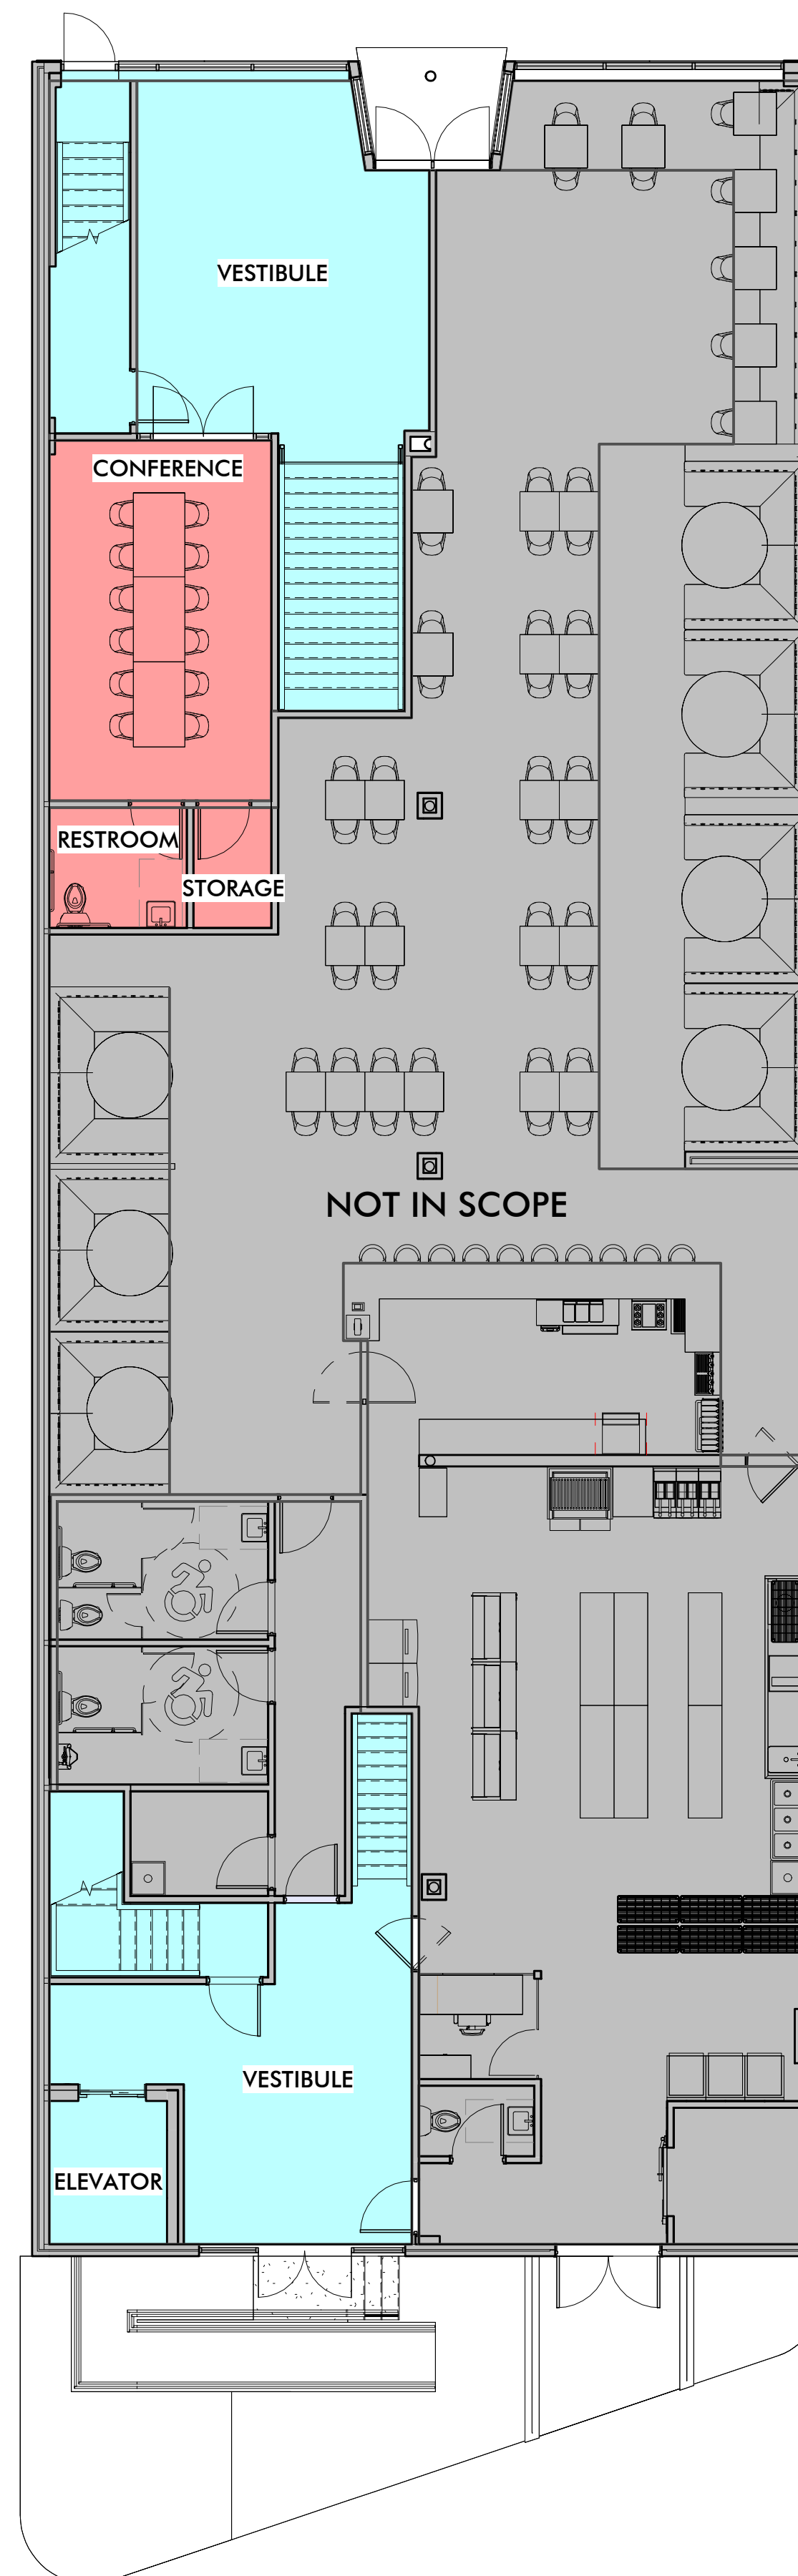 VESTIBULE
CONFERENCE
RESTROOM
STORAGE
NOT IN SCOPE
VESTIBULE
ELEVATOR